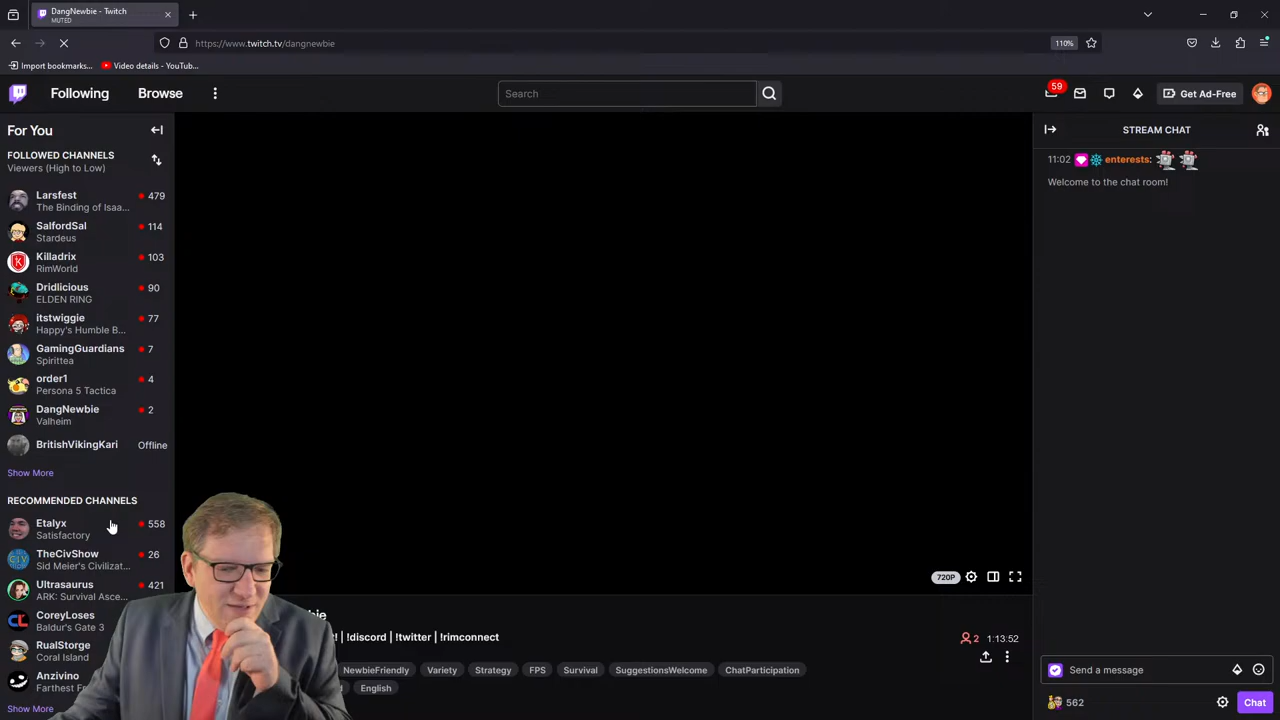 DangNewbie - Twitch
MUTED
https://www.twitch.tv/dangnewbie
110%
Import bookmarks...
Video details - YouTub...
Following
Browse
Search
59
Get Ad-Free
For You
FOLLOWED CHANNELS
Viewers (High to Low)
Larsfest
479
The Binding of Isaa...
SalfordSal
114
Stardeus
Killadrix
103
RimWorld
Dridlicious
90
ELDEN RING
itstwiggie
77
Happy's Humble B...
GamingGuardians
7
Spirittea
order1
4
Persona 5 Tactica
DangNewbie
2
Valheim
BritishVikingKari
Offline
Show More
RECOMMENDED CHANNELS
Etalyx
558
Satisfactory
TheCivShow
26
Sid Meier's Civilizat...
Ultrasaurus
421
ARK: Survival Asce...
CoreyLoses
Baldur's Gate 3
RualStorge
Coral Island
Anzivino
Show More
720P
| !discord | !twitter | !rimconnect
2
1:13:52
NewbieFriendly
Variety
Strategy
FPS
Survival
SuggestionsWelcome
ChatParticipation
English
STREAM CHAT
11:02 enterests:
Welcome to the chat room!
Send a message
562
Chat